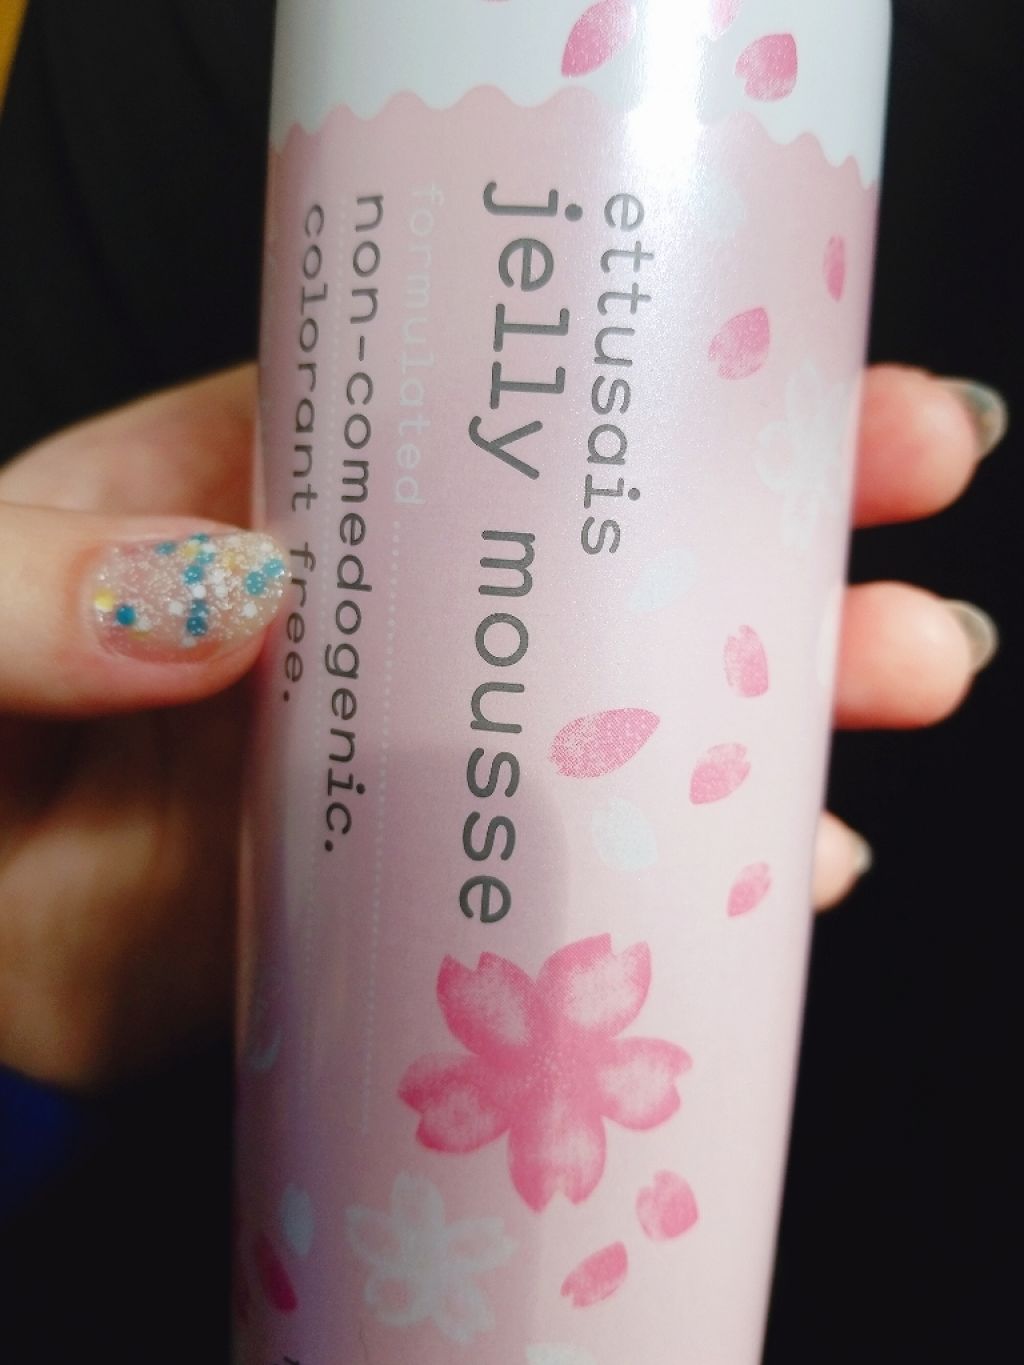 ettusais
jelly mousse
formulated
non-comedogenic.
colorant free.